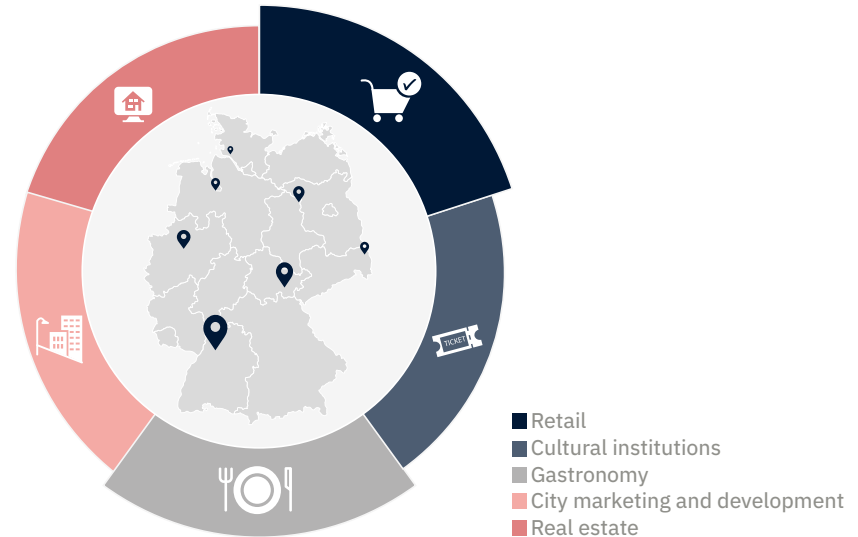 TICKET
Retail
Cultural institutions
Gastronomy
City marketing and development
Real estate